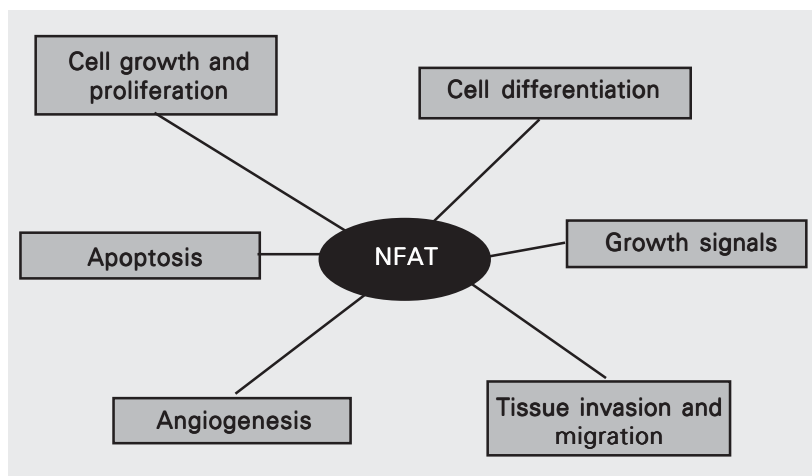 Cell growth and
proliferation
Cell differentiation
Apoptosis
NFAT
Growth signals
Angiogenesis
Tissue invasion and
migration